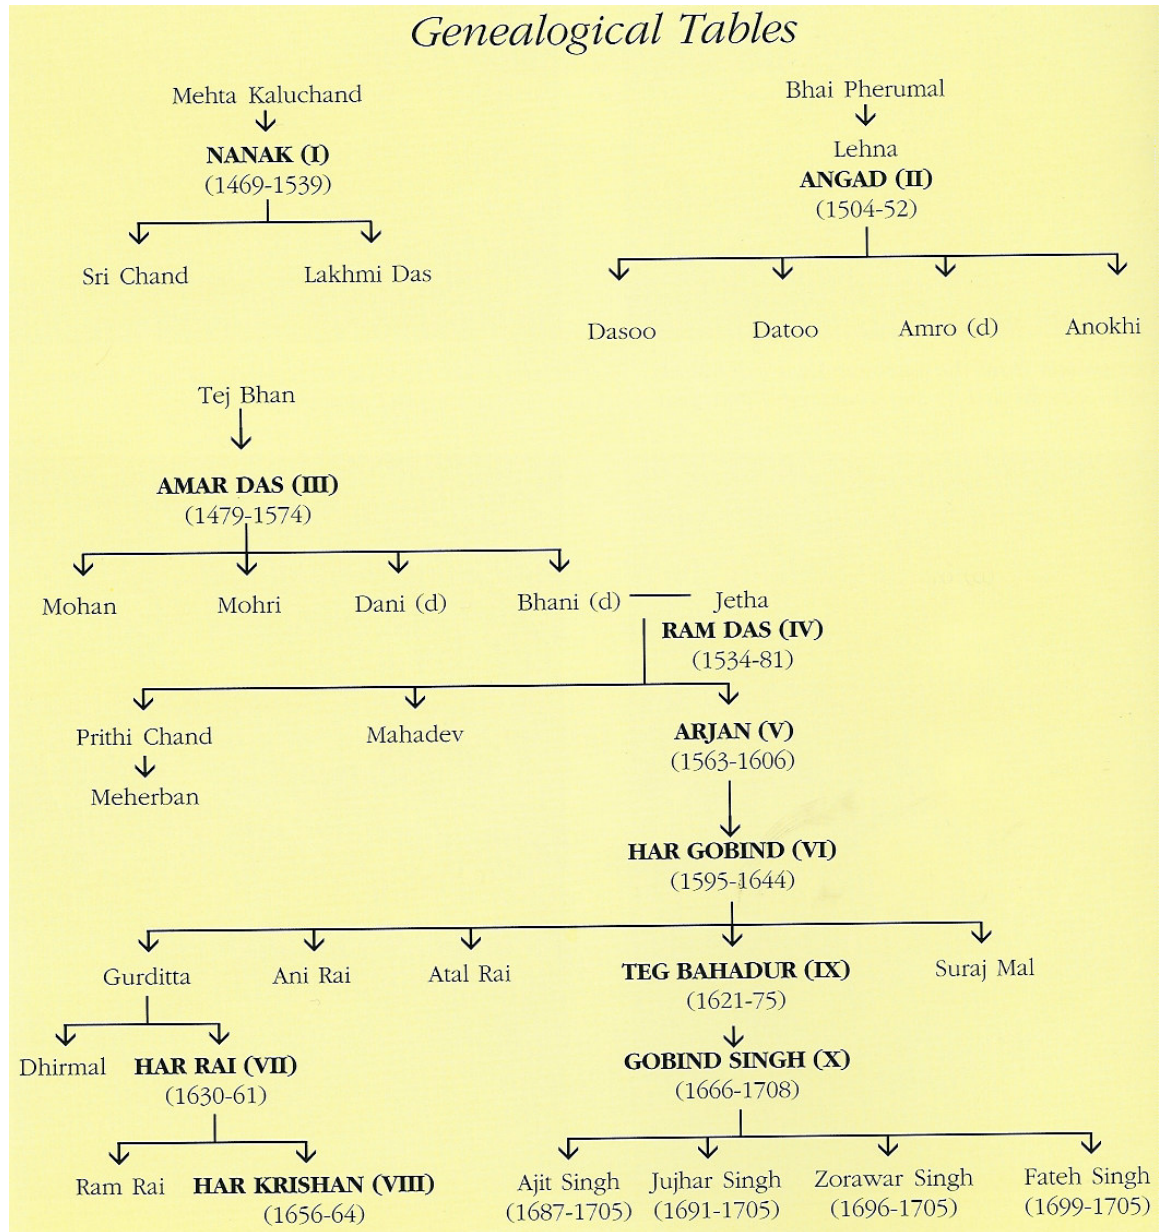 Genealogical Tables
Mehta Kaluchand
NANAK (I)
(1469-1539)
Sri Chand
Lakhmi Das
Bhai Pherumal
Lehna
ANGAD (II)
(1504-52)
Dasoo
Datoo
Amro (d)
Anokhi
Tej Bhan
AMAR DAS (III)
(1479-1574)
Mohan
Mohri
Dani (d)
Bhani (d)
Jetha
RAM DAS (IV)
(1534-81)
Prithi Chand
Meherban
Mahadev
ARJAN (V)
(1563-1606)
HAR GOBIND (VI)
(1595-1644)
Gurditta
Ani Rai
Atal Rai
TEG BAHADUR (IX)
(1621-75)
Suraj Mal
Dhirmal
HAR RAI (VII)
(1630-61)
GOBIND SINGH (X)
(1666-1708)
Ram Rai
HAR KRISHAN (VIII)
(1656-64)
Ajit Singh
(1687-1705)
Jujhar Singh
(1691-1705)
Zorawar Singh
(1696-1705)
Fateh Singh
(1699-1705)